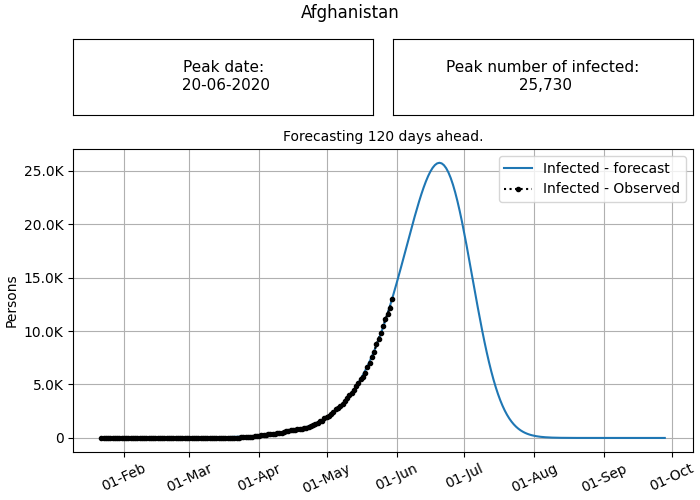 Afghanistan
Peak date:
20-06-2020
Peak number of infected:
25,730
Forecasting 120 days ahead.
Infected - forecast
Infected - Observed
25.0K
20.0K
15.0K
10.0K
5.0K
0
Persons
01-Feb
01-Mar
01-Apr
01-May
01-Jun
01-Jul
01-Aug
01-Sep
01-Oct